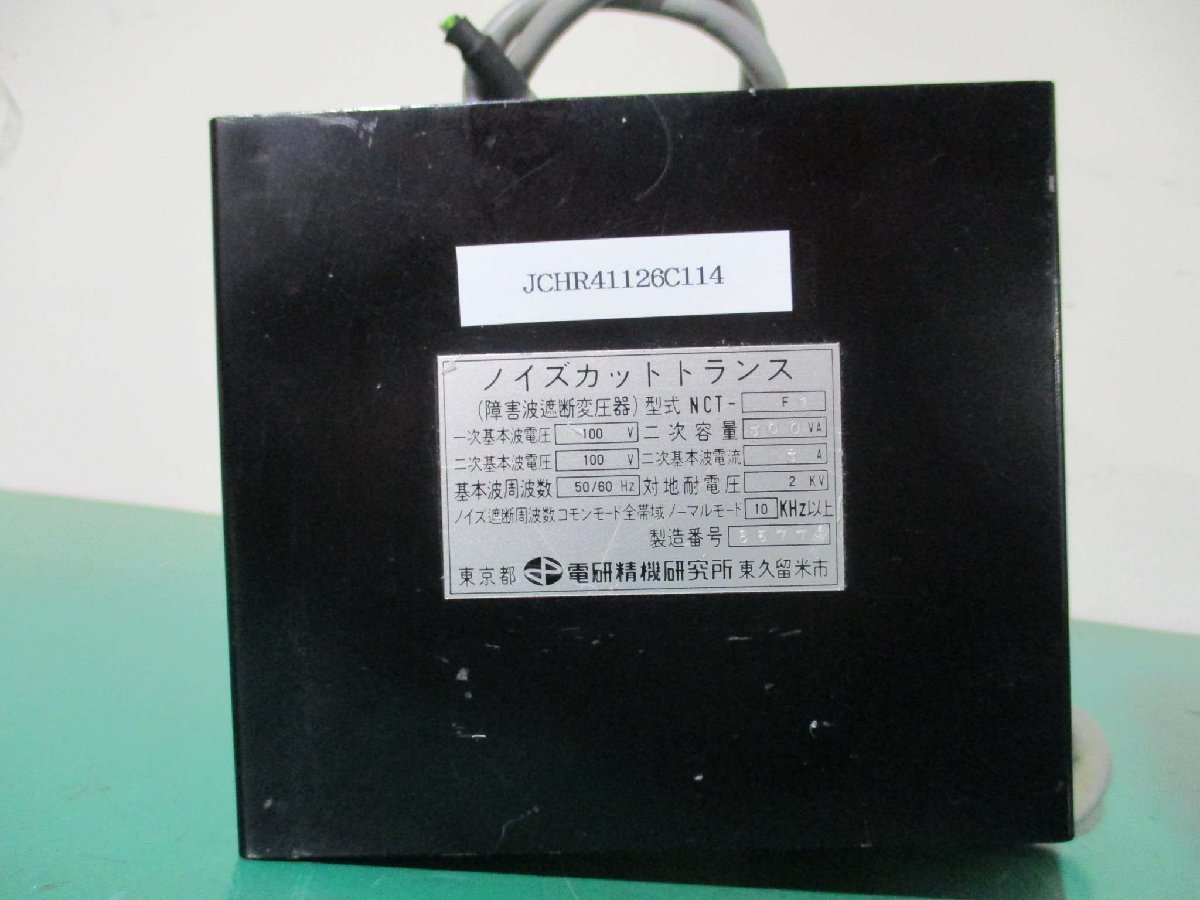 JCHR41126C114
ノイズカットトランス
(障害波遮断変圧器) 型式 NCT- F
一次基本波電圧 100 V 二次容量 VA
二次基本波電圧 100 V 二次基本波電流 A
基本波周波数 50/60 Hz 対地耐電圧 2 KV
ノイズ遮断周波数コモンモード全帯域 ノーマルモード 10 KHz以上
製造番号
東京都 電研精機研究所 東久留米市